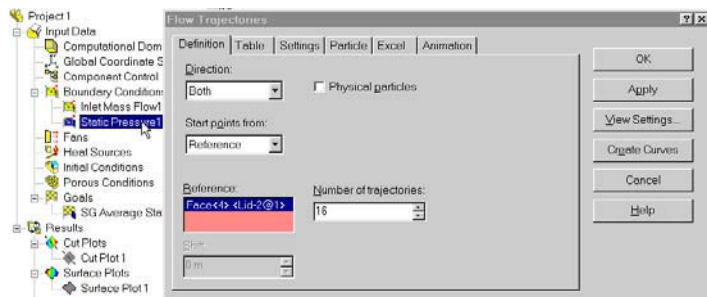 Project 1
Input Data
Computational Dom
Global Coordinate S
Component Control
Boundary Condition
Inlet Mass Flow1
Static Pressure1
Fans
Heat Sources
Initial Conditions
Porous Conditions
Goals
SG Average Sta
Results
Cut Plots
Cut Plot 1
Surface Plots
Surface Plot 1
Flow Trajectories
Definition Table Settings Particle Excel Animation
Direction:
Both
Physical particles
Start points from:
Reference
Reference:
Face<4> <Lid-2@1>
Number of trajectories:
16
Shift:
0 m
OK
Apply
View Settings...
Create Curves
Cancel
Help